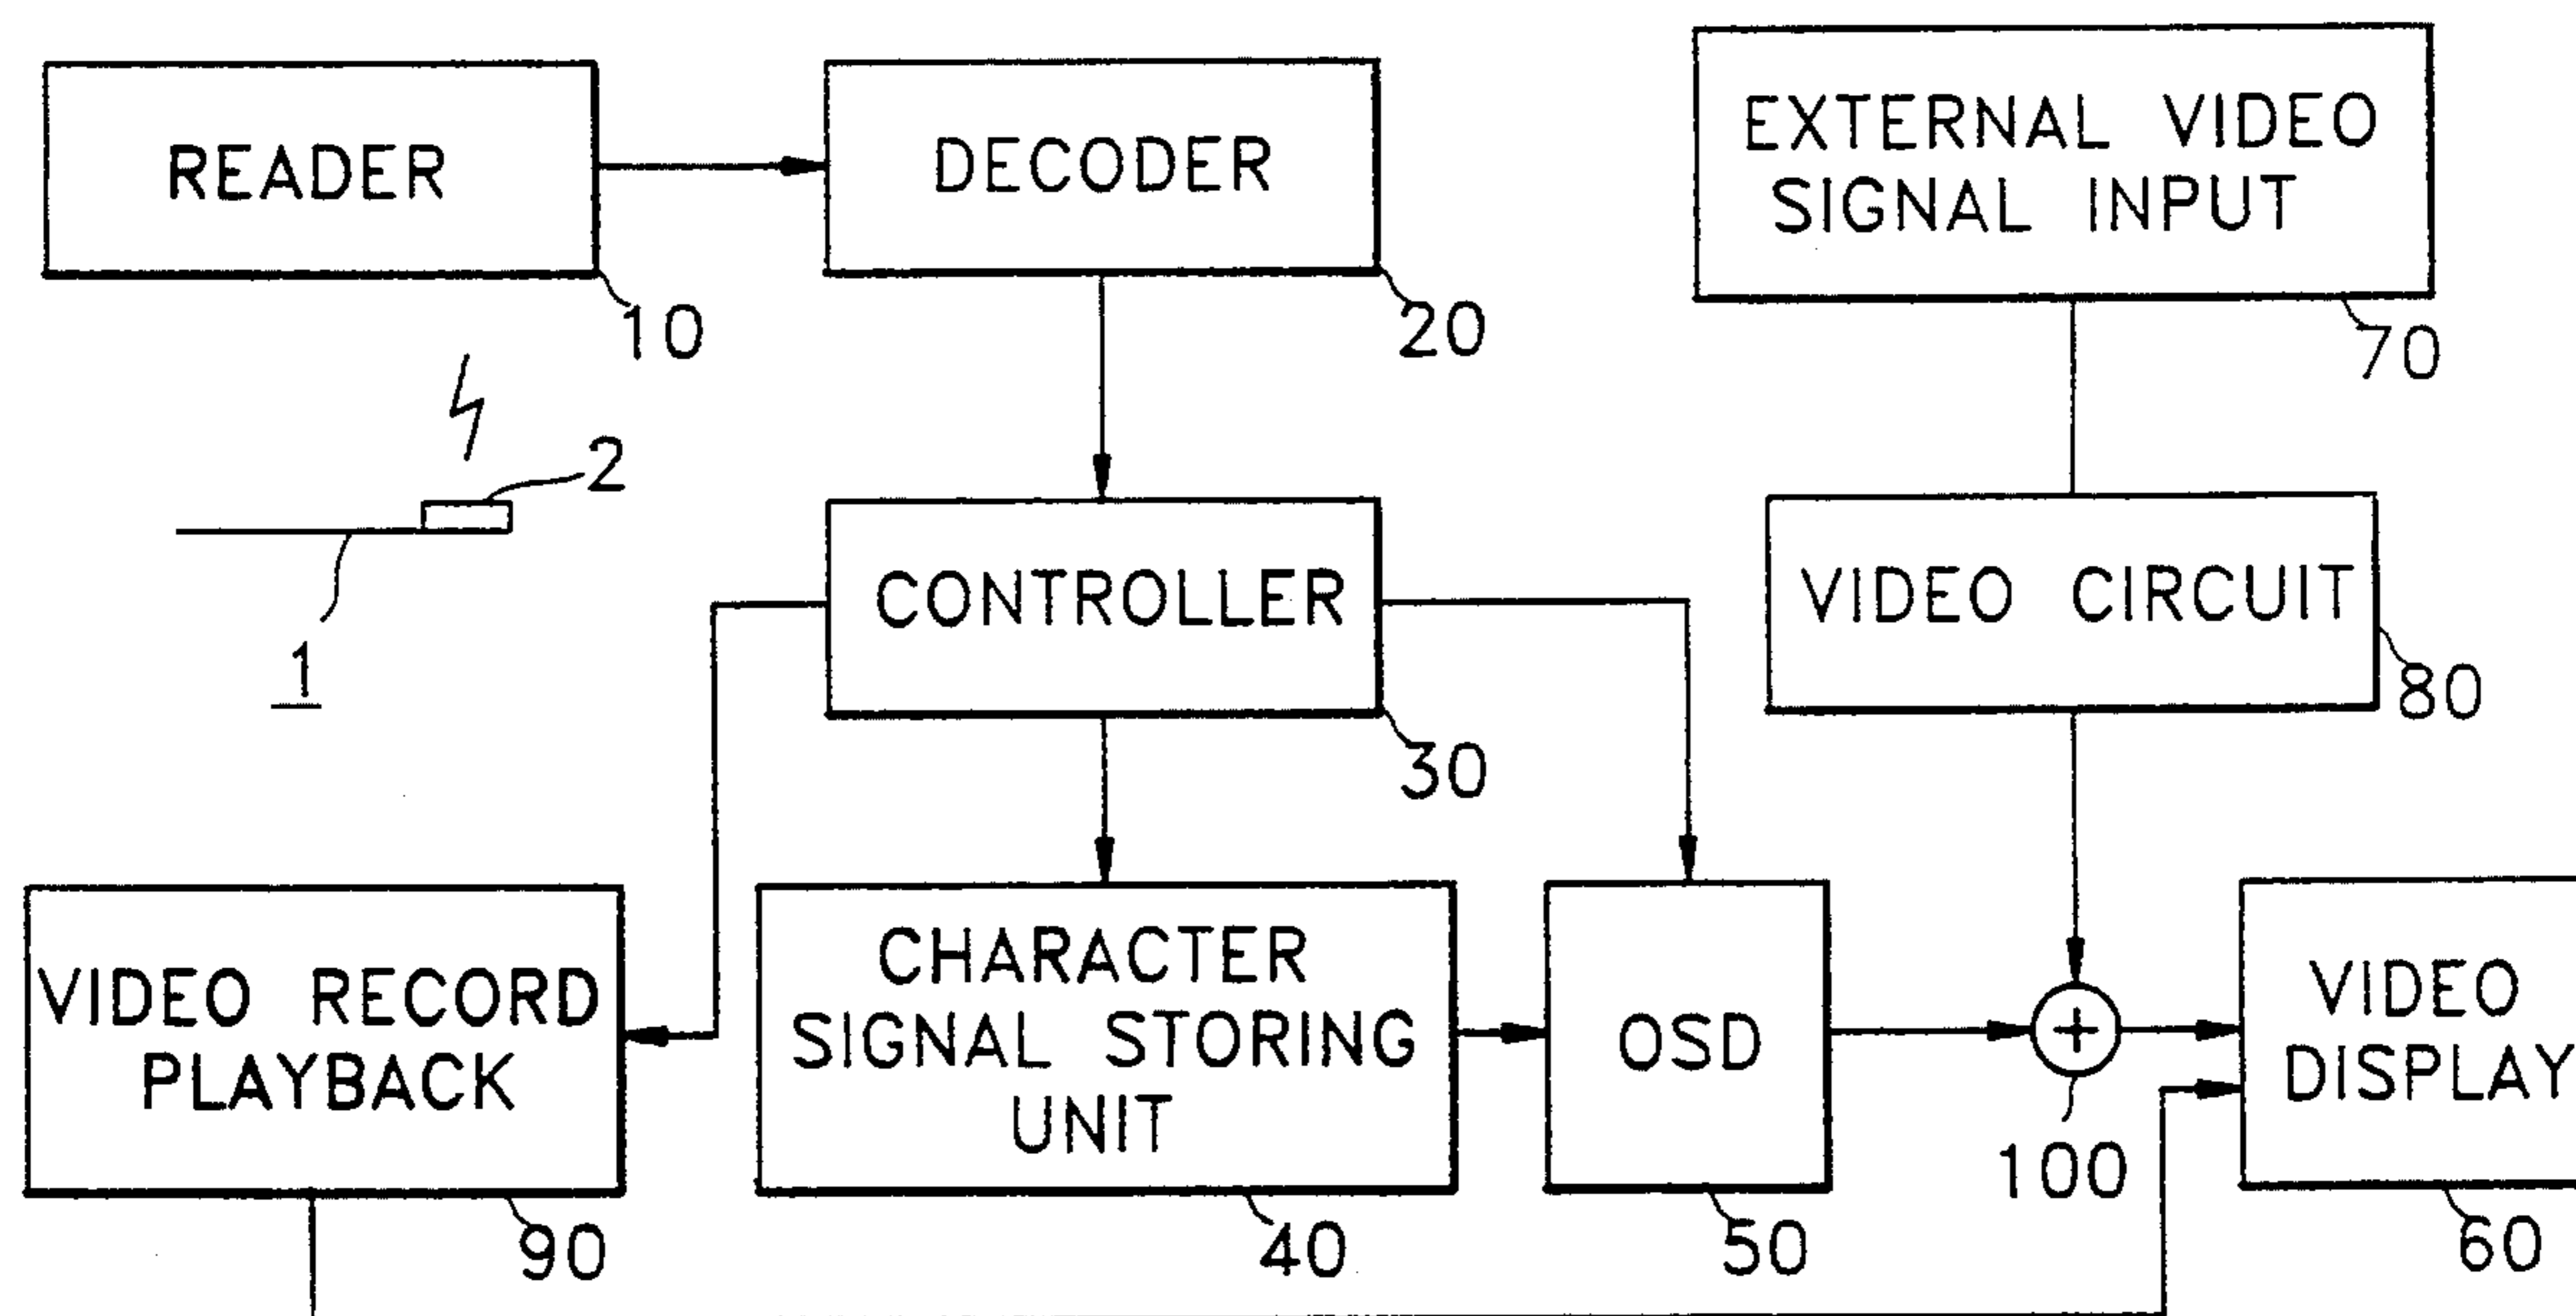 READER
10
DECODER
20
EXTERNAL VIDEO
SIGNAL INPUT
70
2
1
CONTROLLER
30
VIDEO CIRCUIT
80
VIDEO RECORD
PLAYBACK
90
CHARACTER
SIGNAL STORING
UNIT
40
OSD
50
100
VIDEO
DISPLAY
60